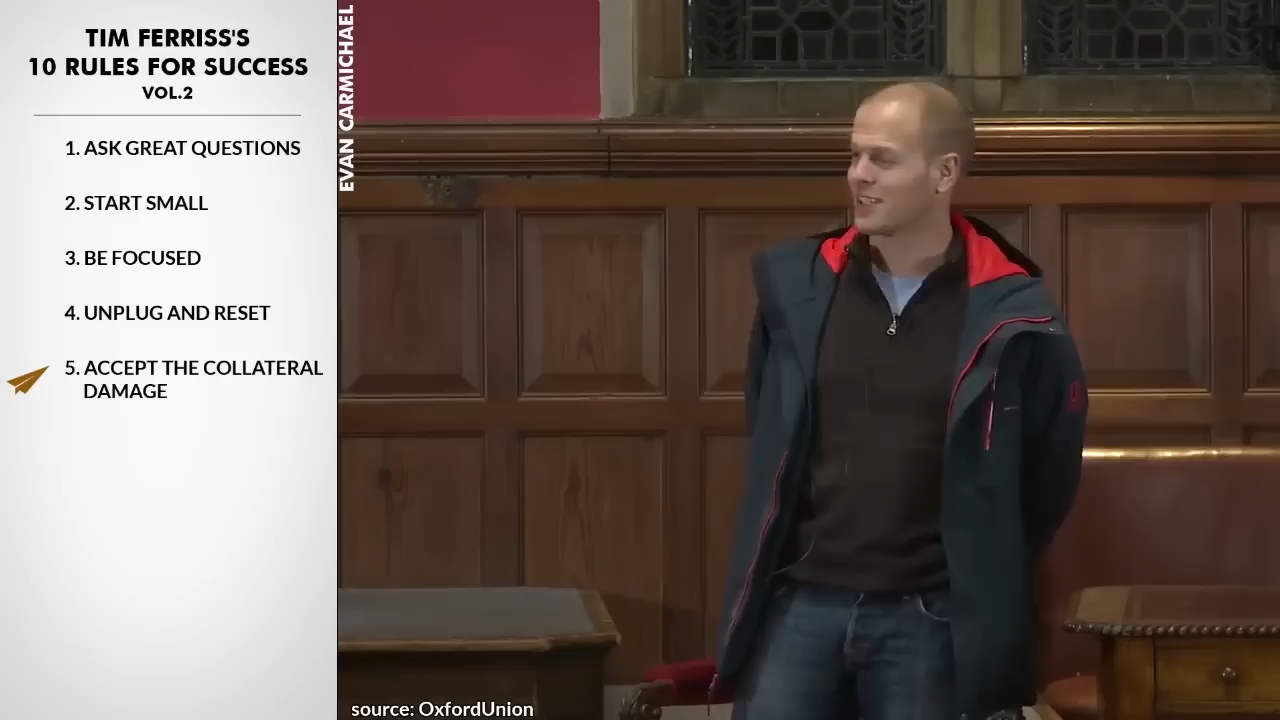 TIM FERRISS'S
10 RULES FOR SUCCESS
VOL.2
1. ASK GREAT QUESTIONS
2. START SMALL
3. BE FOCUSED
4. UNPLUG AND RESET
5. ACCEPT THE COLLATERAL
DAMAGE
EVAN CARMICHAEL
source: OxfordUnion